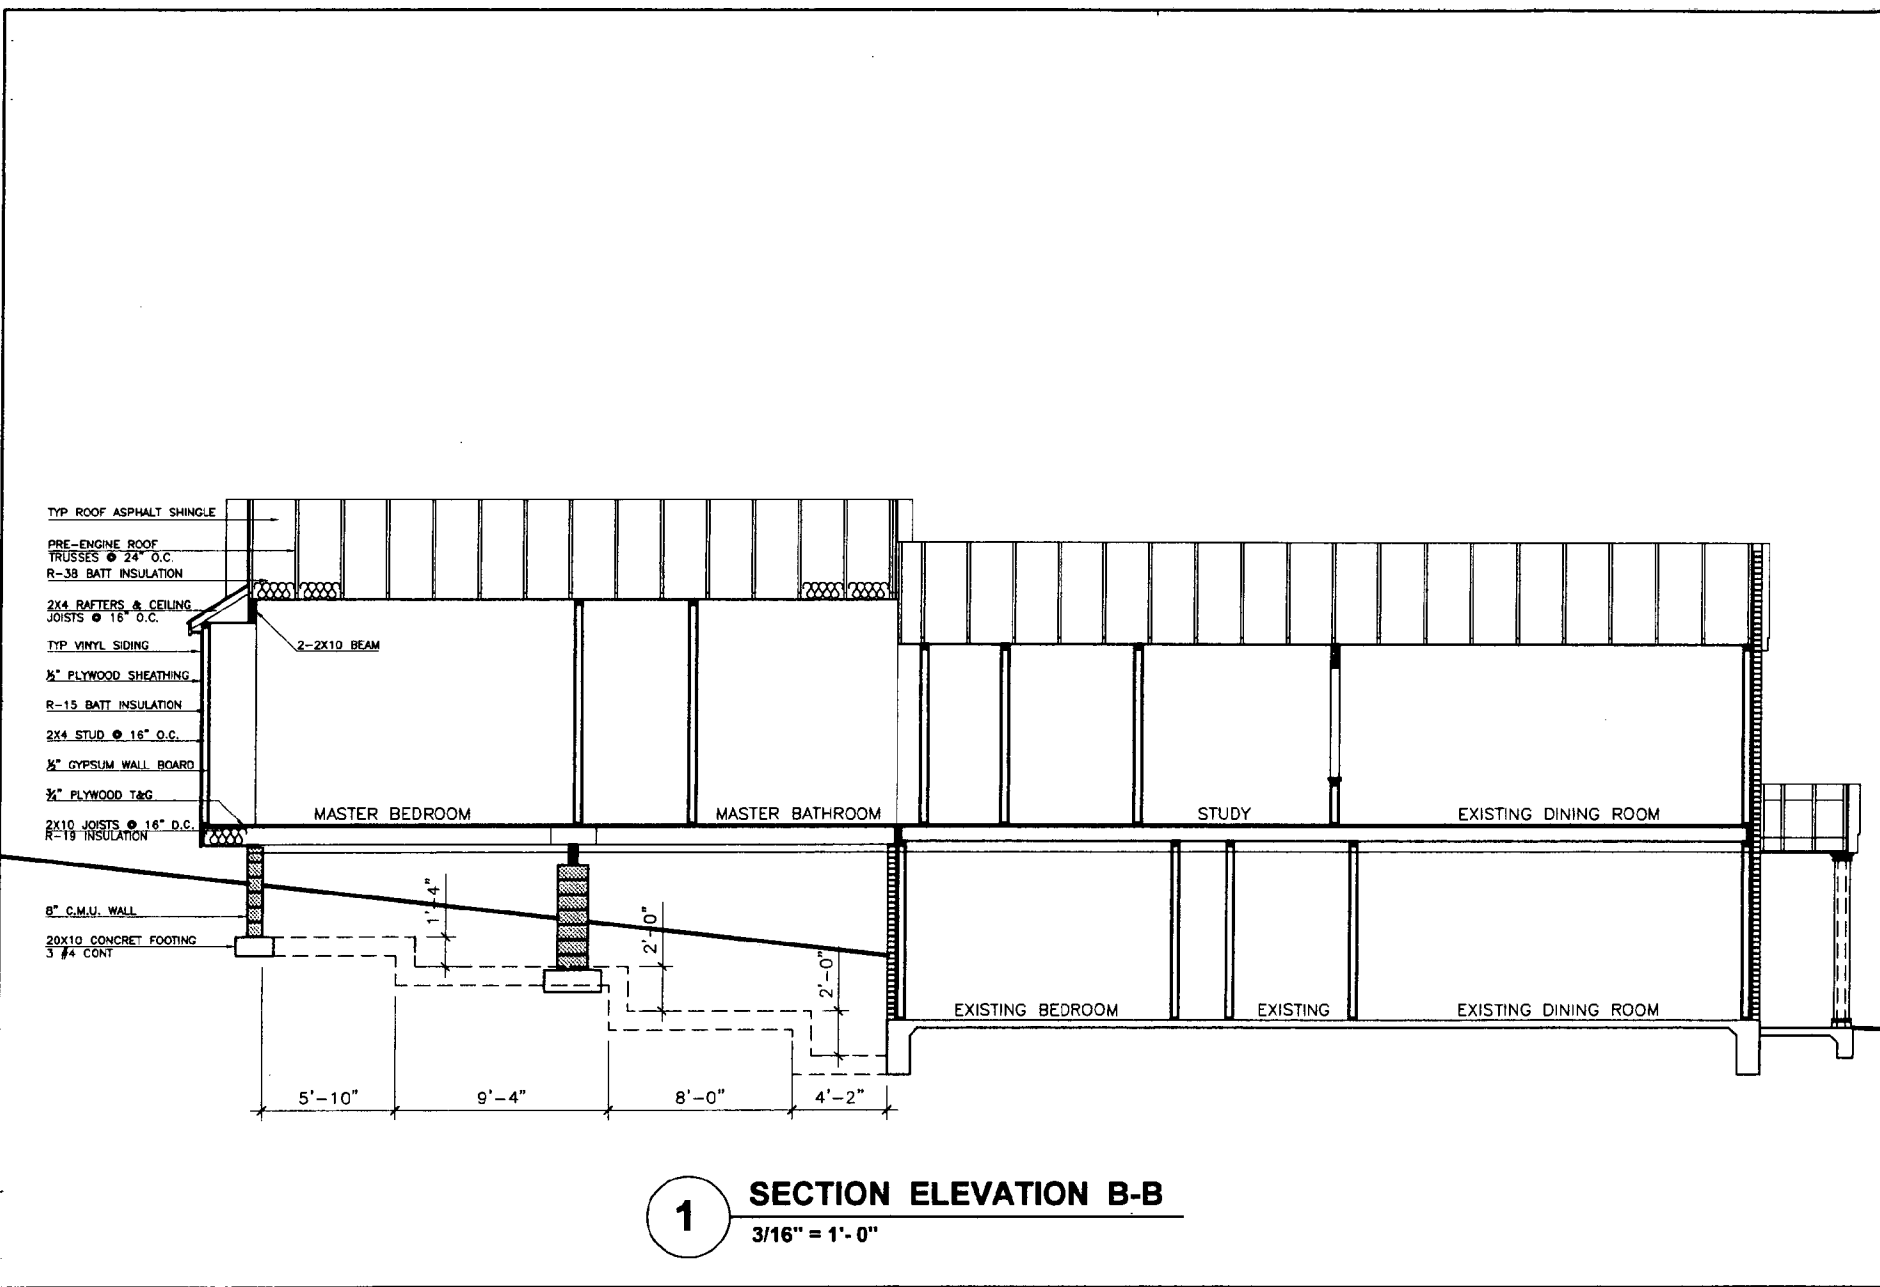 TYP ROOF ASPHALT SHINGLE
PRE-ENGINE ROOF
TRUSSES @ 24" O.C.
R-38 BATT INSULATION
2X4 RAFTERS & CEILING
JOISTS @ 16" O.C.
TYP VINYL SIDING
2-2X10 BEAM
½" PLYWOOD SHEATHING
R-15 BATT INSULATION
2X4 STUD @ 16" O.C.
½" GYPSUM WALL BOARD
¾" PLYWOOD T&G
2X10 JOISTS @ 16" D.C.
R-19 INSULATION
MASTER BEDROOM
MASTER BATHROOM
STUDY
EXISTING DINING ROOM
8" C.M.U. WALL
20X10 CONCRET FOOTING
3 #4 CONT
1'-4"
2'-0"
2'-0"
EXISTING BEDROOM
EXISTING
EXISTING DINING ROOM
5'-10"
9'-4"
8'-0"
4'-2"
1
SECTION ELEVATION B-B
3/16" = 1'-0"